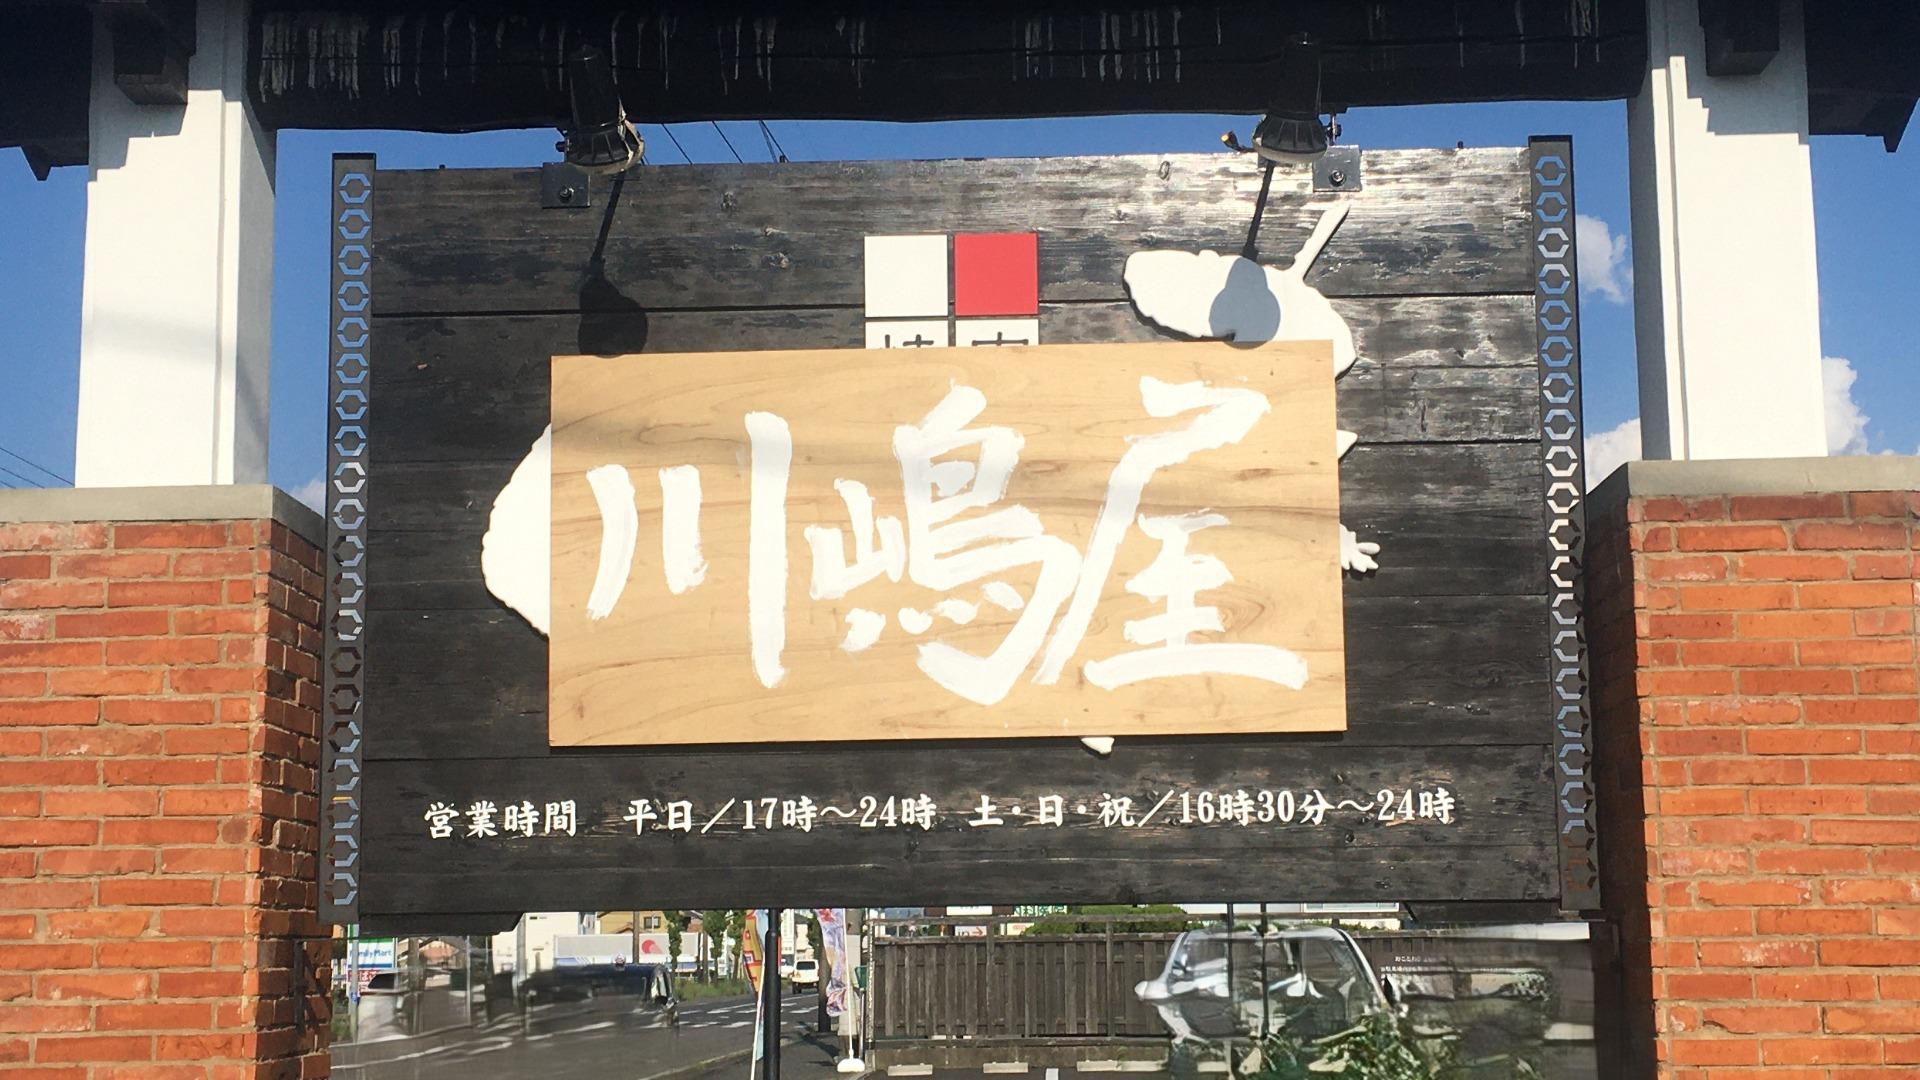 川嶋屋
営業時間 平日／17時～24時 土・日・祝／16時30分～24時
FamilyMart